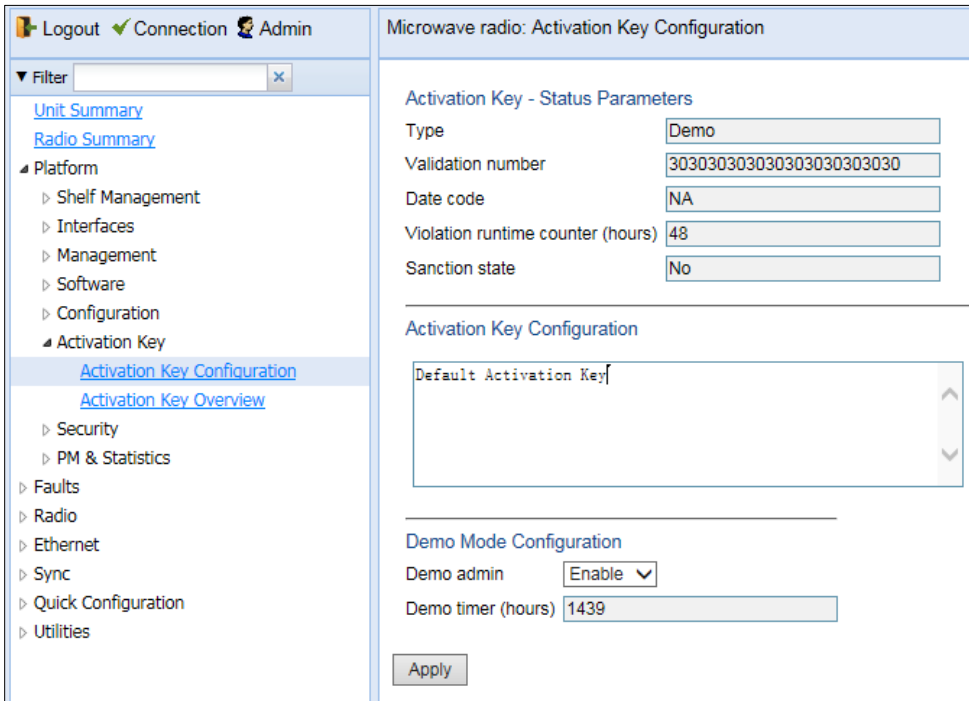 Logout Connection Admin
Filter
Unit Summary
Radio Summary
Platform
Shelf Management
Interfaces
Management
Software
Configuration
Activation Key
Activation Key Configuration
Activation Key Overview
Security
PM & Statistics
Faults
Radio
Ethernet
Sync
Quick Configuration
Utilities
Microwave radio: Activation Key Configuration
Activation Key - Status Parameters
Type Demo
Validation number 303030303030303030303030
Date code NA
Violation runtime counter (hours) 48
Sanction state No
Activation Key Configuration
Default Activation Key
Demo Mode Configuration
Demo admin Enable
Demo timer (hours) 1439
Apply